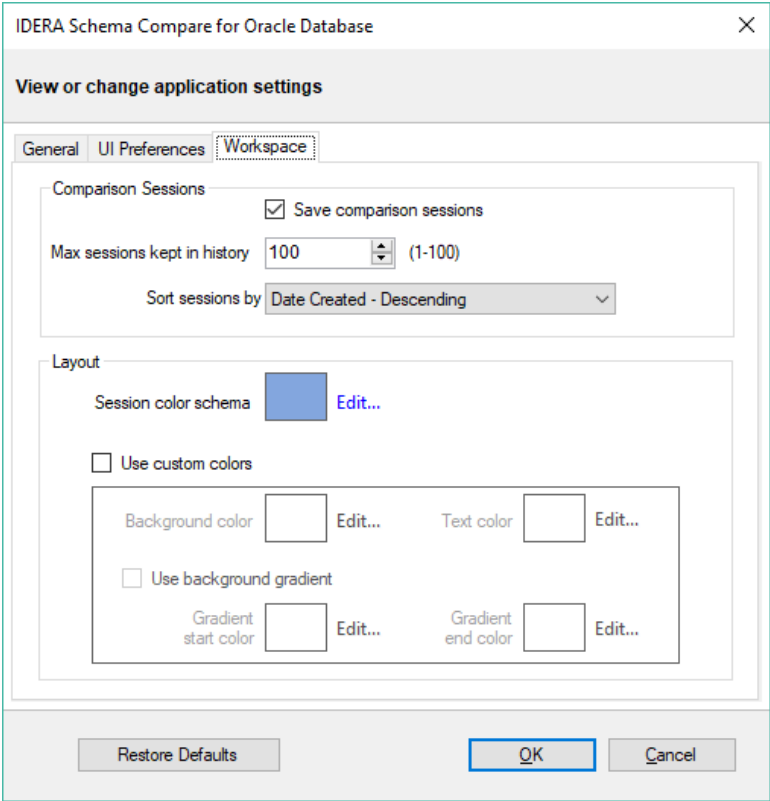 IDERA Schema Compare for Oracle Database
View or change application settings
General UI Preferences Workspace
Comparison Sessions
Save comparison sessions
Max sessions kept in history 100 (1-100)
Sort sessions by Date Created - Descending
Layout
Session color schema Edit...
Use custom colors
Background color Edit... Text color Edit...
Use background gradient
Gradient start color Edit... Gradient end color Edit...
Restore Defaults OK Cancel